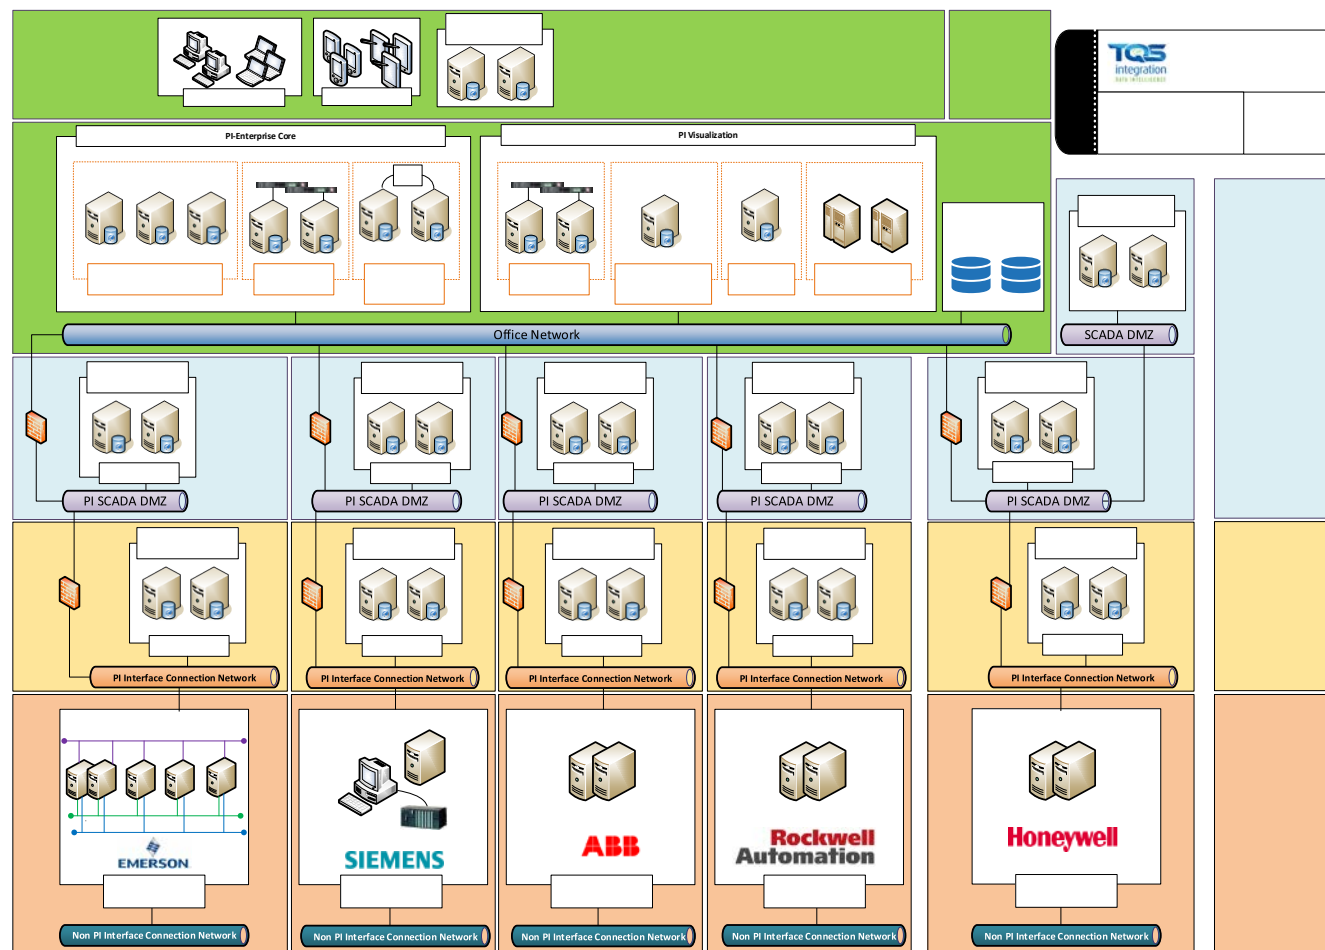 TQS
integration
DATA INTELLIGENCE
PI-Enterprise Core
PI Visualization
Office Network
SCADA DMZ
PI SCADA DMZ
PI SCADA DMZ
PI SCADA DMZ
PI SCADA DMZ
PI SCADA DMZ
PI Interface Connection Network
PI Interface Connection Network
PI Interface Connection Network
PI Interface Connection Network
PI Interface Connection Network
EMERSON
SIEMENS
ABB
Rockwell
Automation
Honeywell
Non PI Interface Connection Network
Non PI Interface Connection Network
Non PI Interface Connection Network
Non PI Interface Connection Network
Non PI Interface Connection Network